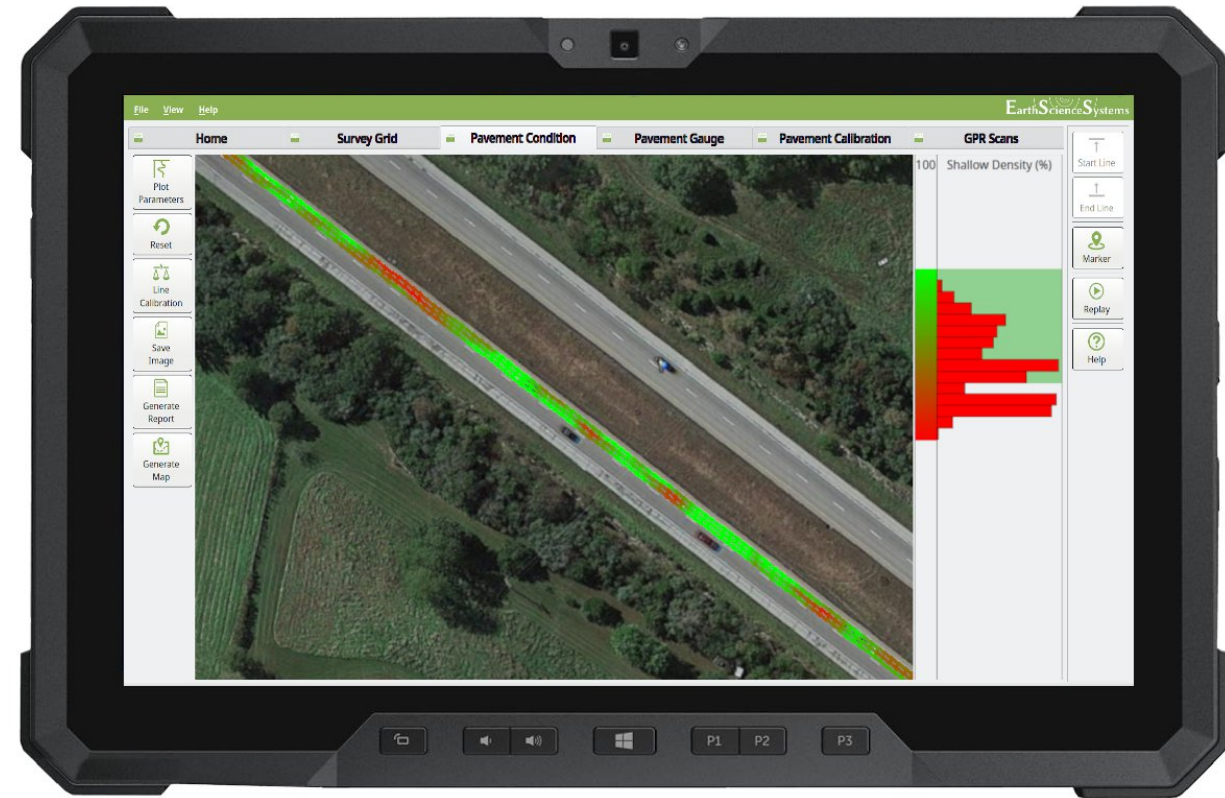 File View Help
EarthScienceSystems
Home Survey Grid Pavement Condition Pavement Gauge Pavement Calibration GPR Scans
Plot
Parameters
Reset
Line
Calibration
Save
Image
Generate
Report
Generate
Map
100 Shallow Density (%)
Start Line
End Line
Marker
Replay
Help
P1 P2 P3